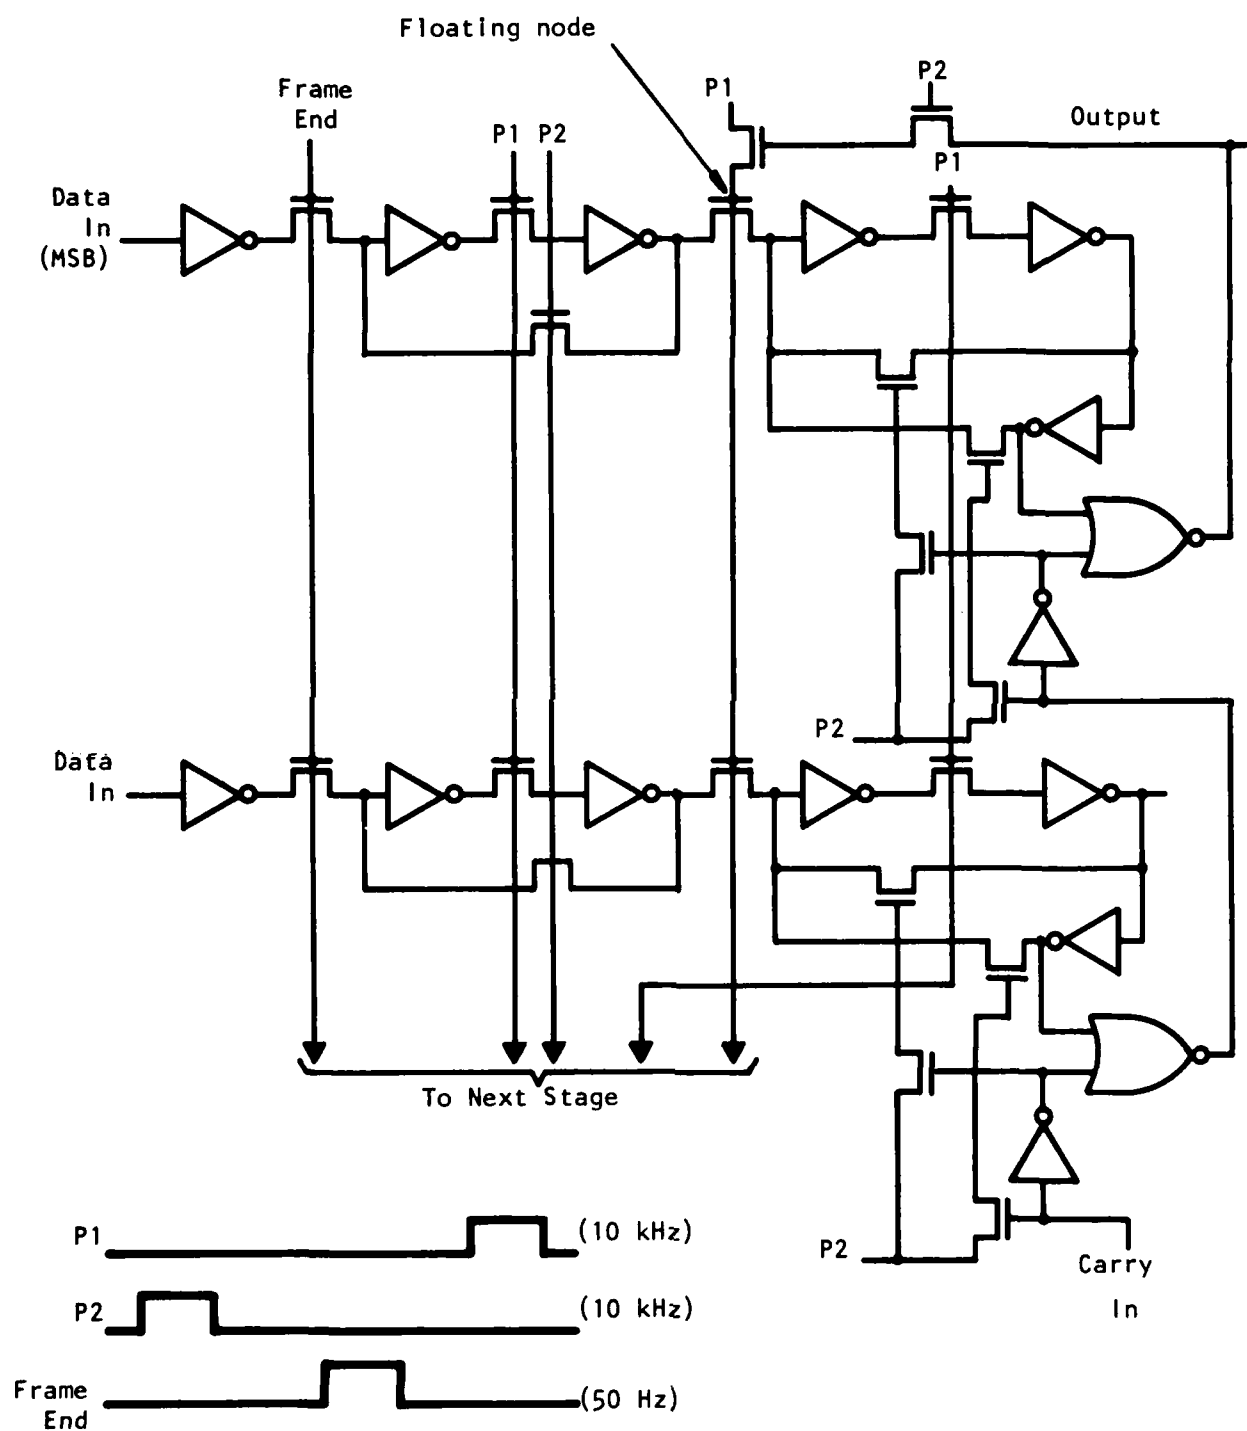 Floating node
Frame
End
P1
P2
Output
P1 P2
P1
Data
In
(MSB)
P2
Data
In
To Next Stage
P1
(10 kHz)
P2
(10 kHz)
Frame
End
(50 Hz)
P2
Carry
In